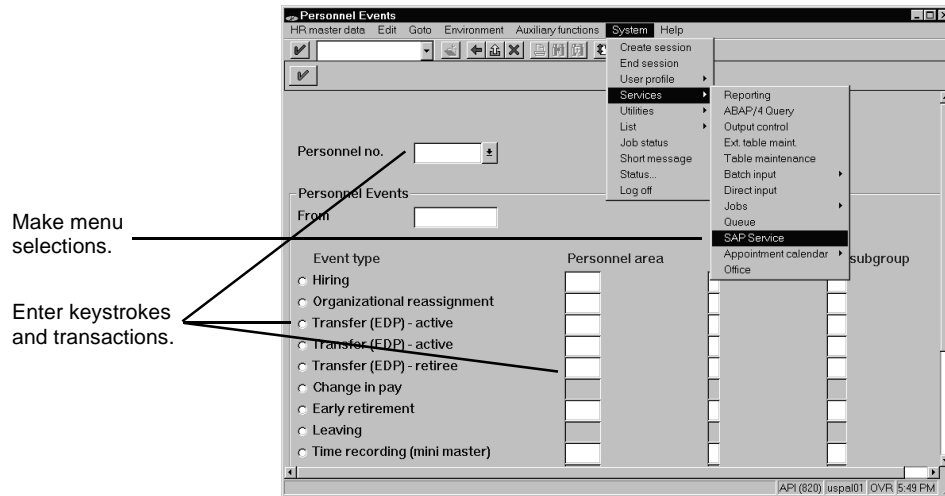 Personnel Events
HR master data Edit Goto Environment Auxiliary functions System Help
Create session
End session
User profile
Services
Utilities
List
Job status
Short message
Status...
Log off
Reporting
ABAP/4 Query
Output control
Ext. table maint.
Table maintenance
Batch input
Direct input
Jobs
Queue
SAP Service
Appointment calendar
Office
Personnel no.
Personnel Events
From
Make menu
selections.
Event type Personnel area subgroup
Hiring
Organizational reassignment
Enter keystrokes
and transactions.
Transfer (EDP) - active
Transfer (EDP) - active
Transfer (EDP) - retiree
Change in pay
Early retirement
Leaving
Time recording (mini master)
API (820) uspal01 OVR 5:49 PM